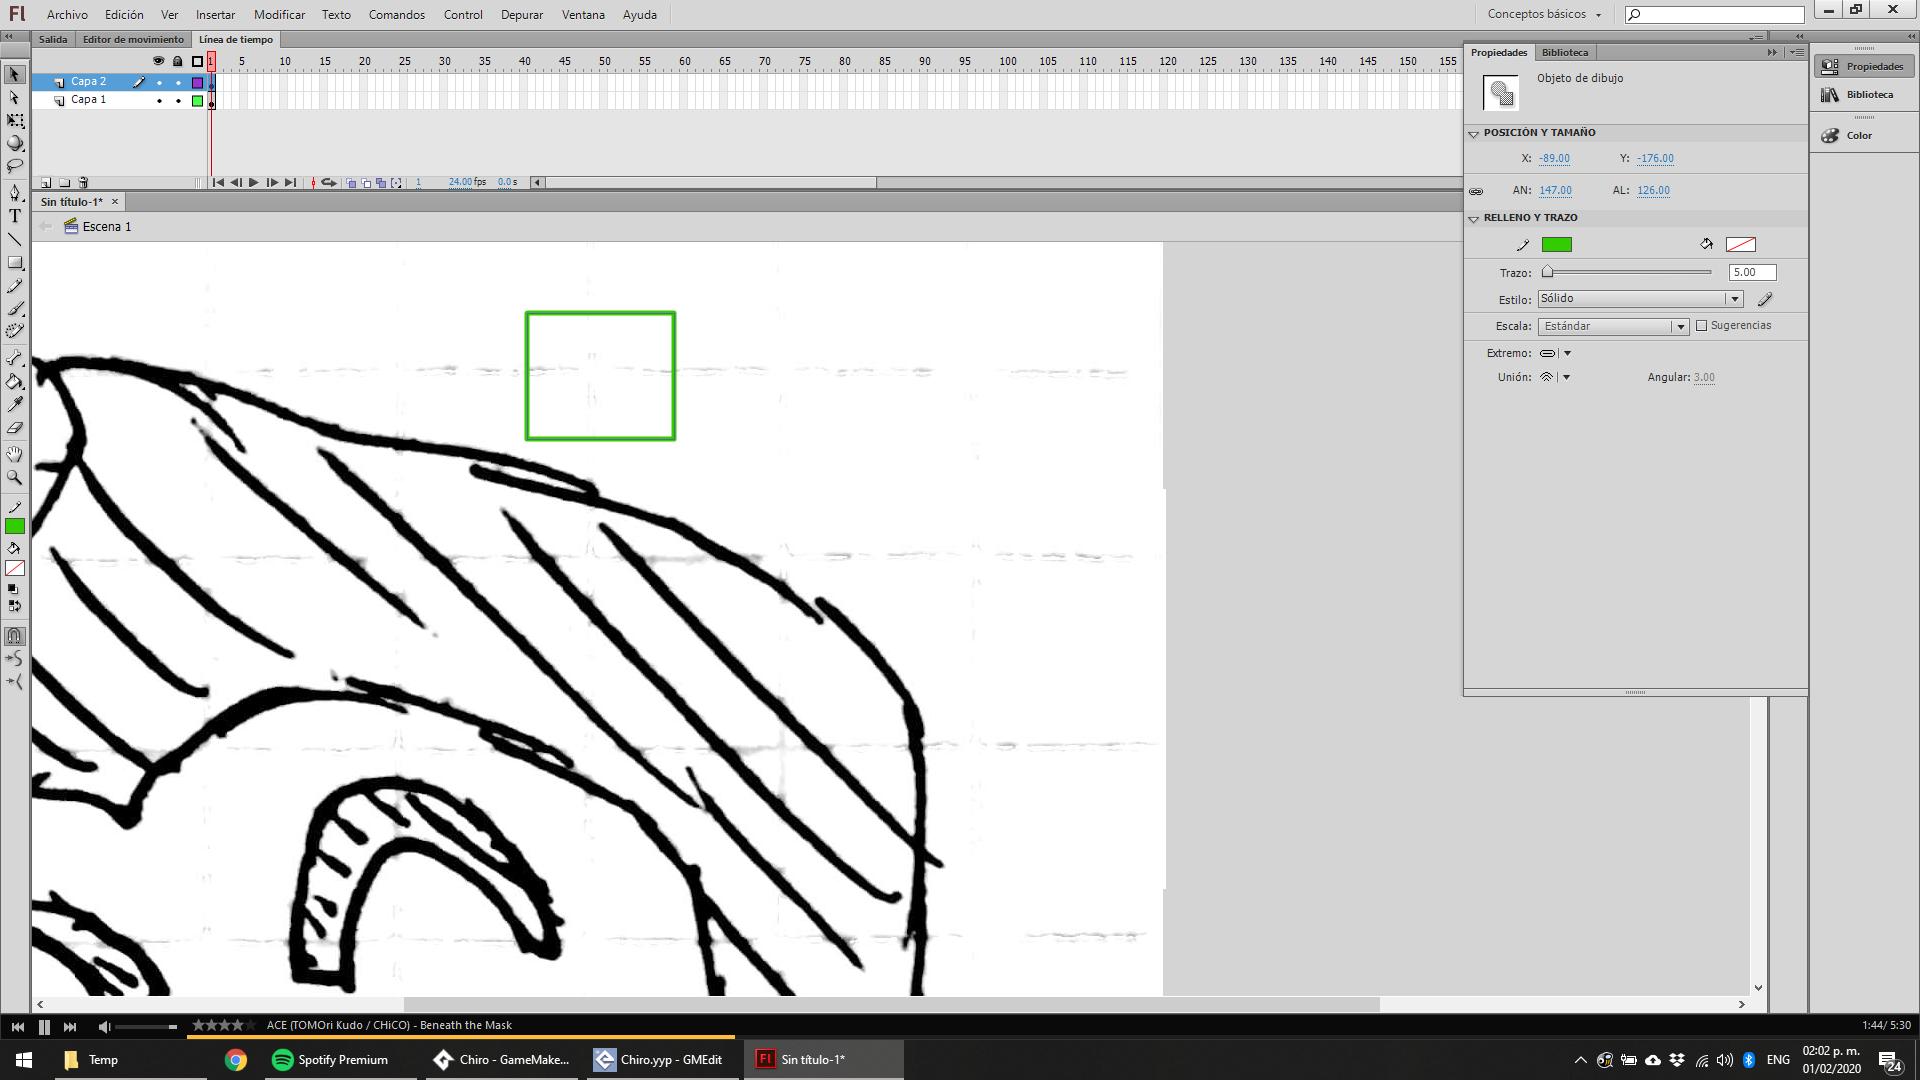 Fl Archivo Edición Ver Insertar Modificar Texto Comandos Control Depurar Ventana Ayuda Conceptos básicos
Salida Editor de movimiento Línea de tiempo
1 5 10 15 20 25 30 35 40 45 50 55 60 65 70 75 80 85 90 95 100 105 110 115 120 125 130 135 140 145 150 155
Capa 2
Capa 1
1 24.00 fps 0.0 s
Sin título-1*
Escena 1
Propiedades Biblioteca
Objeto de dibujo
POSICIÓN Y TAMAÑO
X: -89.00 Y: -176.00
AN: 147.00 AL: 126.00
RELLENO Y TRAZO
Trazo: 5.00
Estilo: Sólido
Escala: Estándar Sugerencias
Extremo:
Unión: Angular: 3.00
Propiedades
Biblioteca
Color
T
ACE (TOMOri Kudo / CHiCO) - Beneath the Mask 1:44/ 5:30
Temp Spotify Premium Chiro - GameMake... Chiro.yyp - GMEdit Fl Sin título-1* ENG 02:02 p. m.
01/02/2020 24